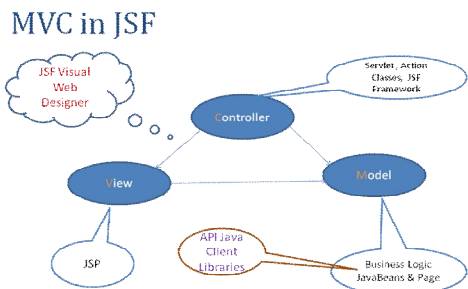 MVC in JSF
JSF Visual
Web
Designer
Servlet, Action
Classes, JSF
Framework
Controller
View
Model
JSP
API Java
Client
Libraries
Business Logic
JavaBeans & Page